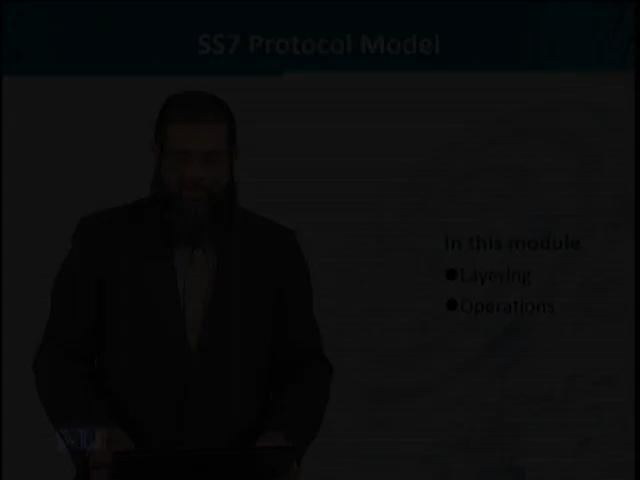 SS7 Protocol Model
In this module
●Layering
●Operations